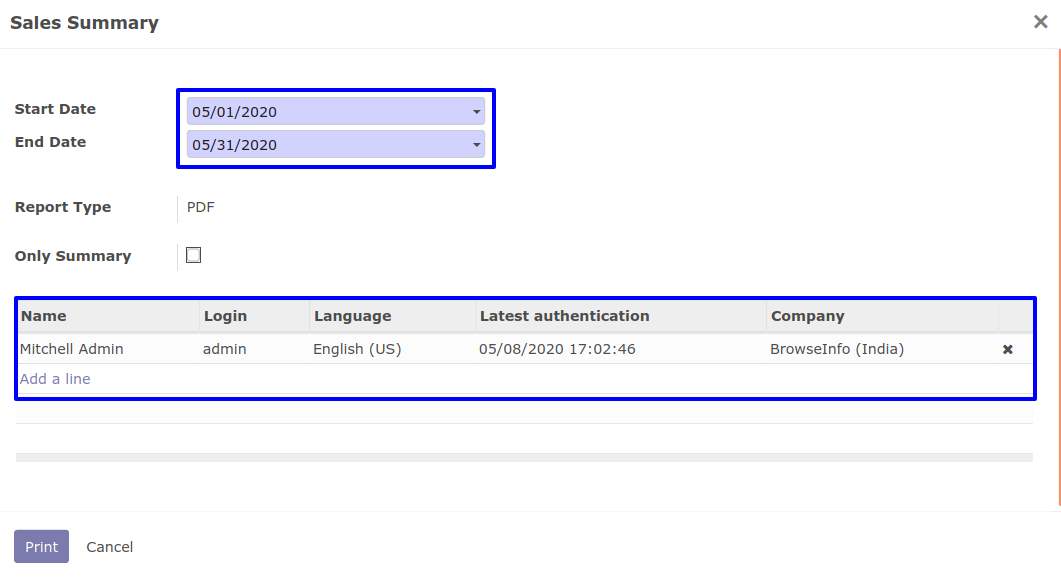 Sales Summary
Start Date 05/01/2020
End Date 05/31/2020
Report Type PDF
Only Summary
Name Login Language Latest authentication Company
Mitchell Admin admin English (US) 05/08/2020 17:02:46 BrowseInfo (India)
Add a line
Print Cancel